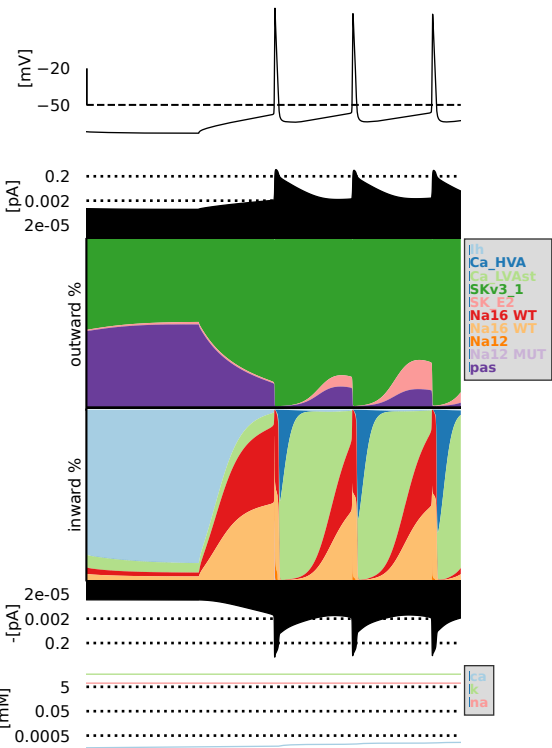 [mV]
−20
−50
[pA]
0.2
0.002
2e-05
outward %
Ih
Ca_HVA
Ca_LVAst
SKv3_1
SK_E2
Na16 WT
Na16 WT
Na12
Na12 MUT
pas
inward %
-[pA]
2e-05
0.002
0.2
[mM]
5
0.05
0.0005
ca
k
na